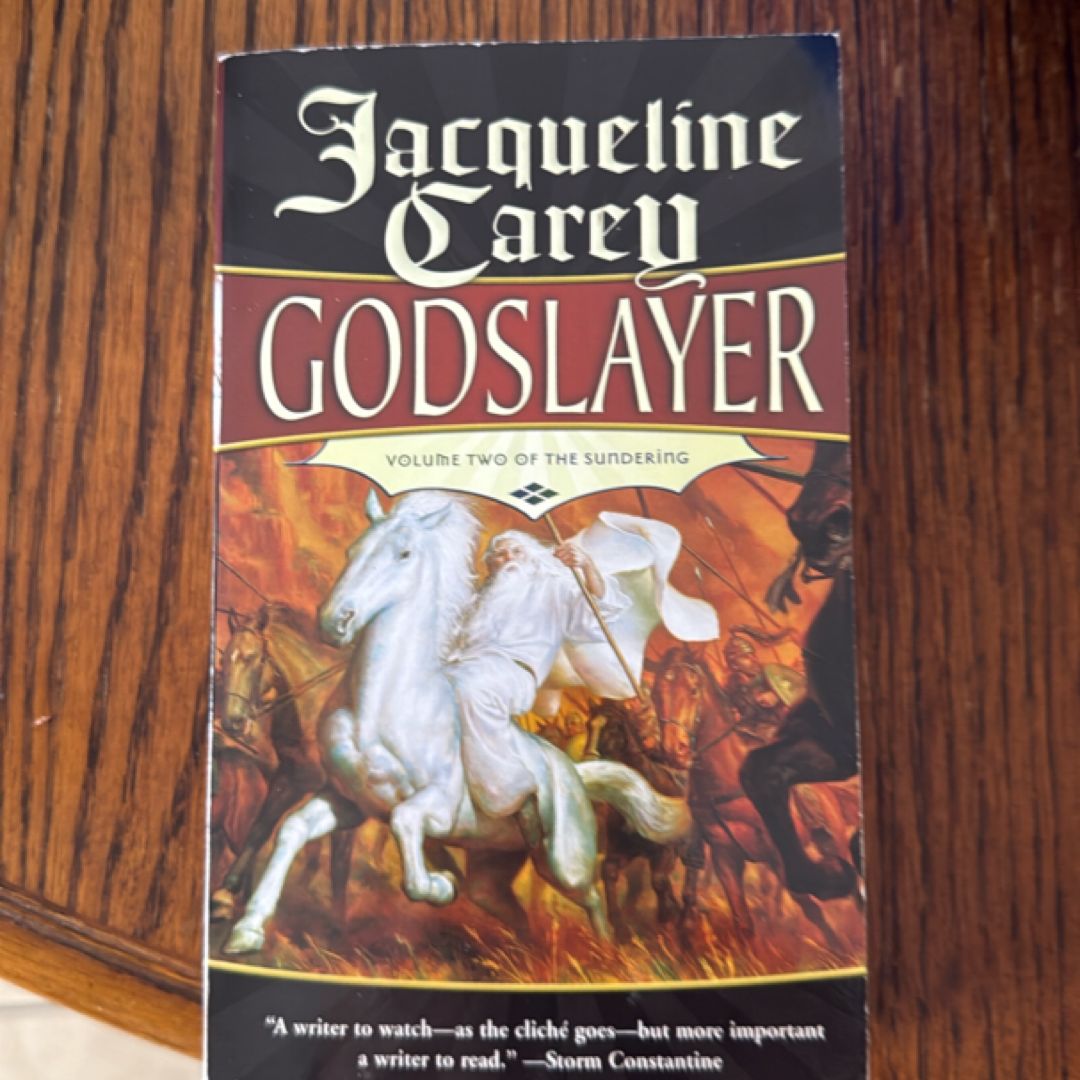 Jacqueline
Carey
GODSLAYER
VOLUME TWO OF THE SUNDERING
“A writer to watch—as the cliché goes—but more important
a writer to read.” —Storm Constantine